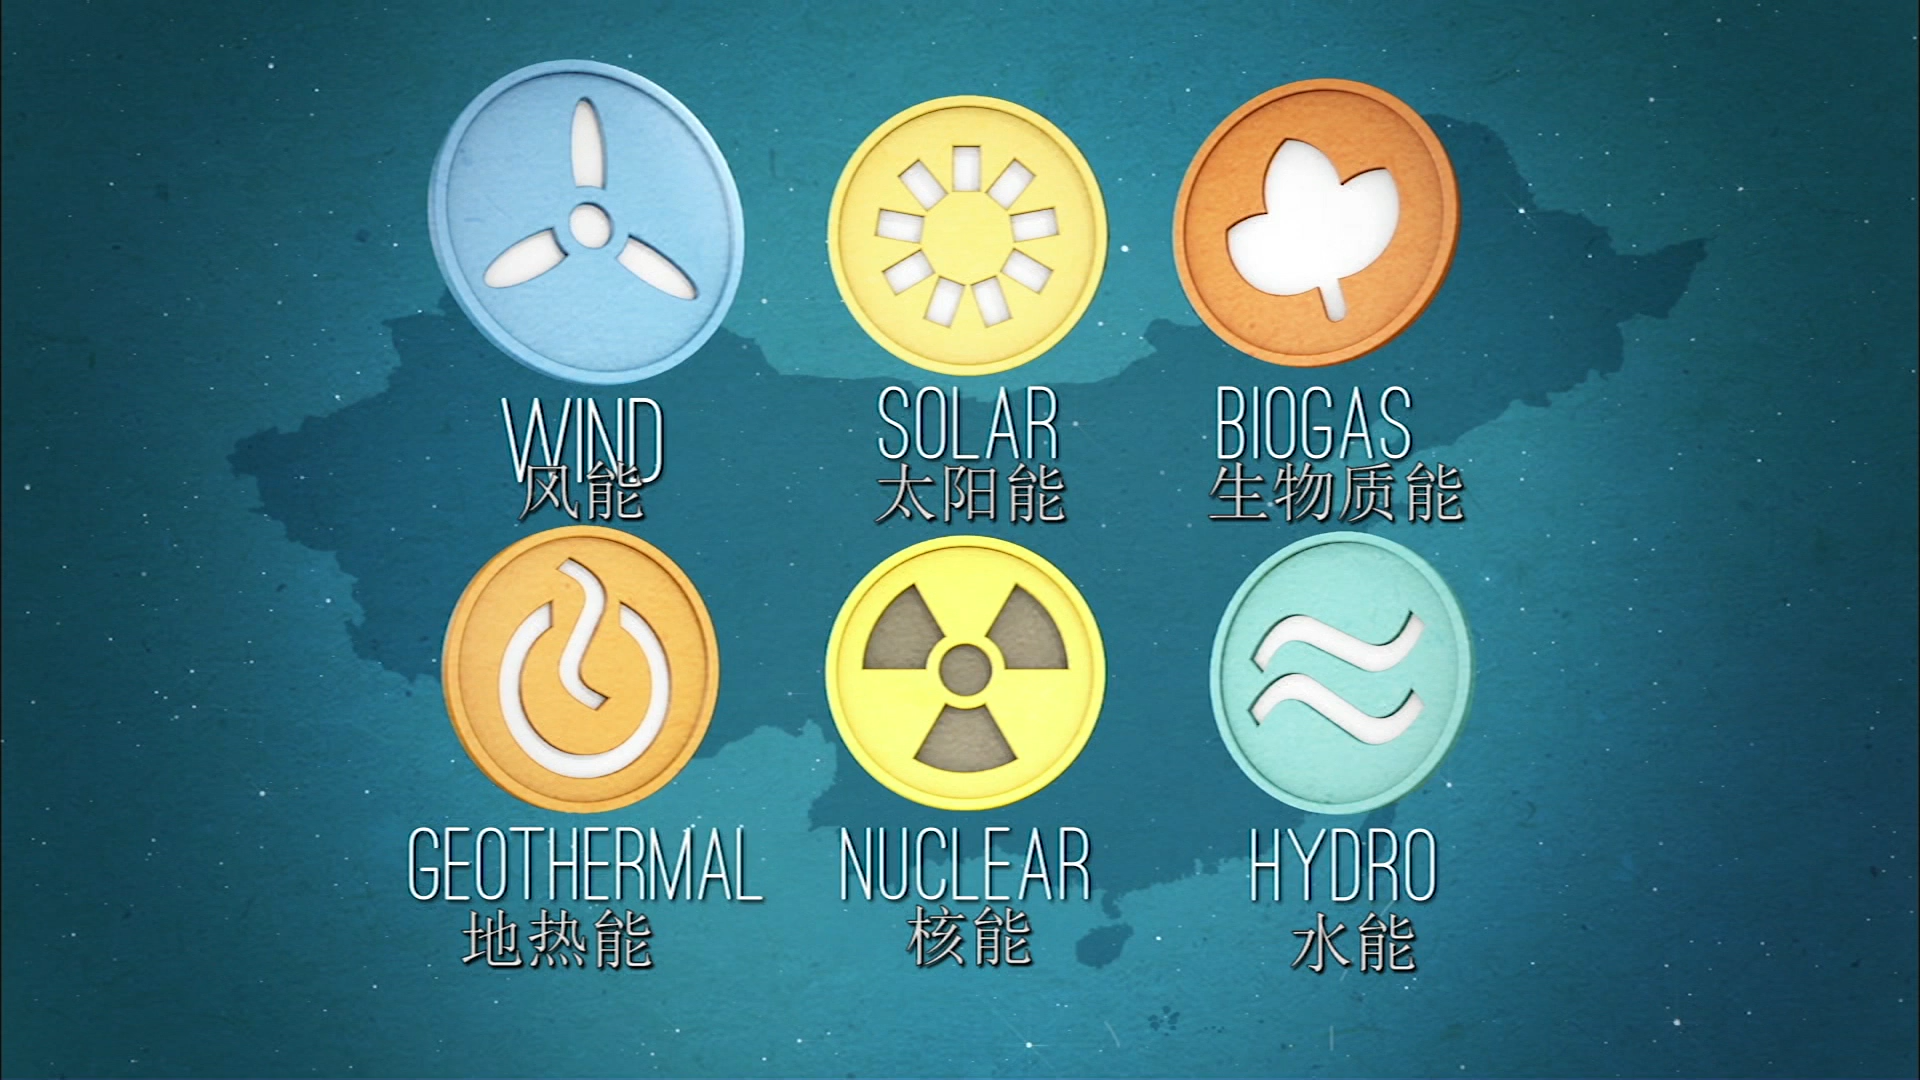 WIND
风能
SOLAR
太阳能
BIOGAS
生物质能
GEOTHERMAL
地热能
NUCLEAR
核能
HYDRO
水能